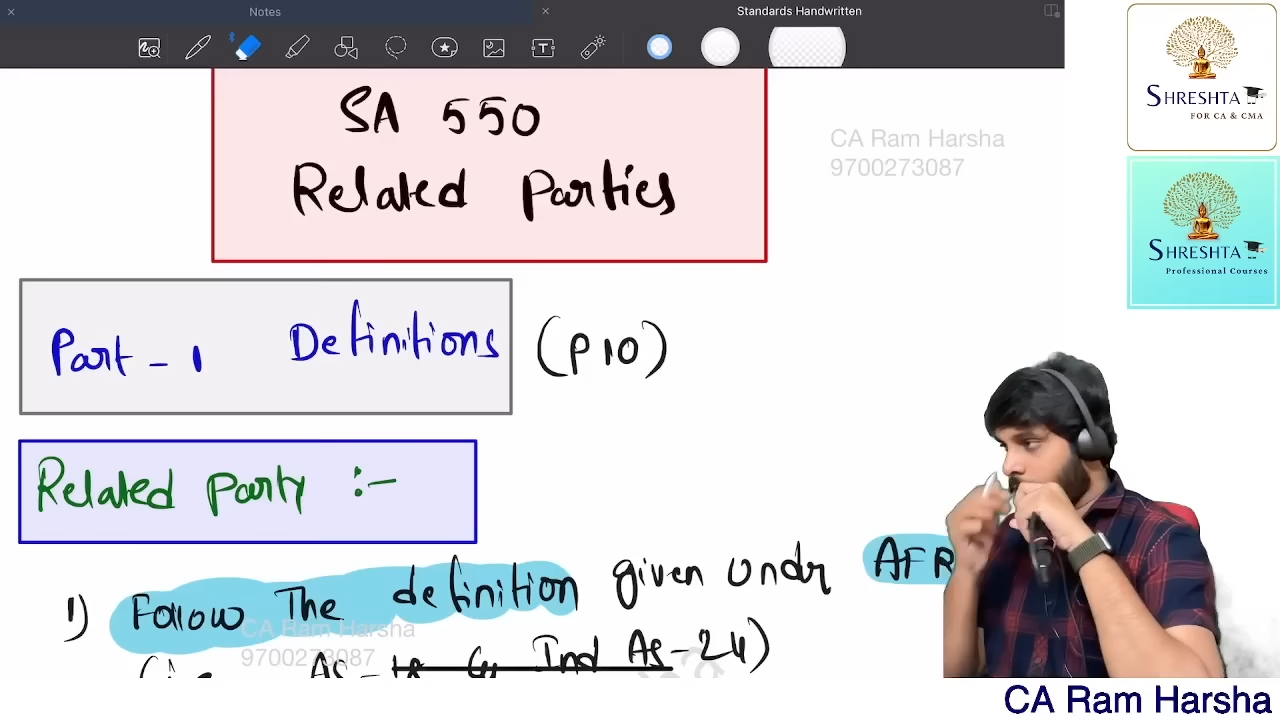 Notes
Standards Handwritten
SA 550
Related Parties
CA Ram Harsha
9700273087
SHRESHTA
FOR CA & CMA
SHRESHTA
Professional Courses
Part - 1 Definitions (P10)
Related party :-
1) Follow The definition given under AFR
CA Ram Harsha
9700273087
As - 18 Ind As - 24)
CA Ram Harsha